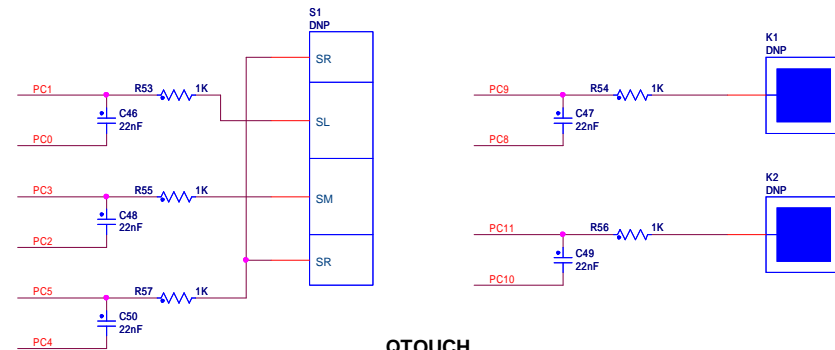 S1
DNP
SR
SL
SM
SR
PC1
R53
1K
C46
22nF
PC0
PC3
R55
1K
C48
22nF
PC2
PC5
R57
1K
C50
22nF
PC4
K1
DNP
PC9
R54
1K
C47
22nF
PC8
K2
DNP
PC11
R56
1K
C49
22nF
PC10
QTOUCH